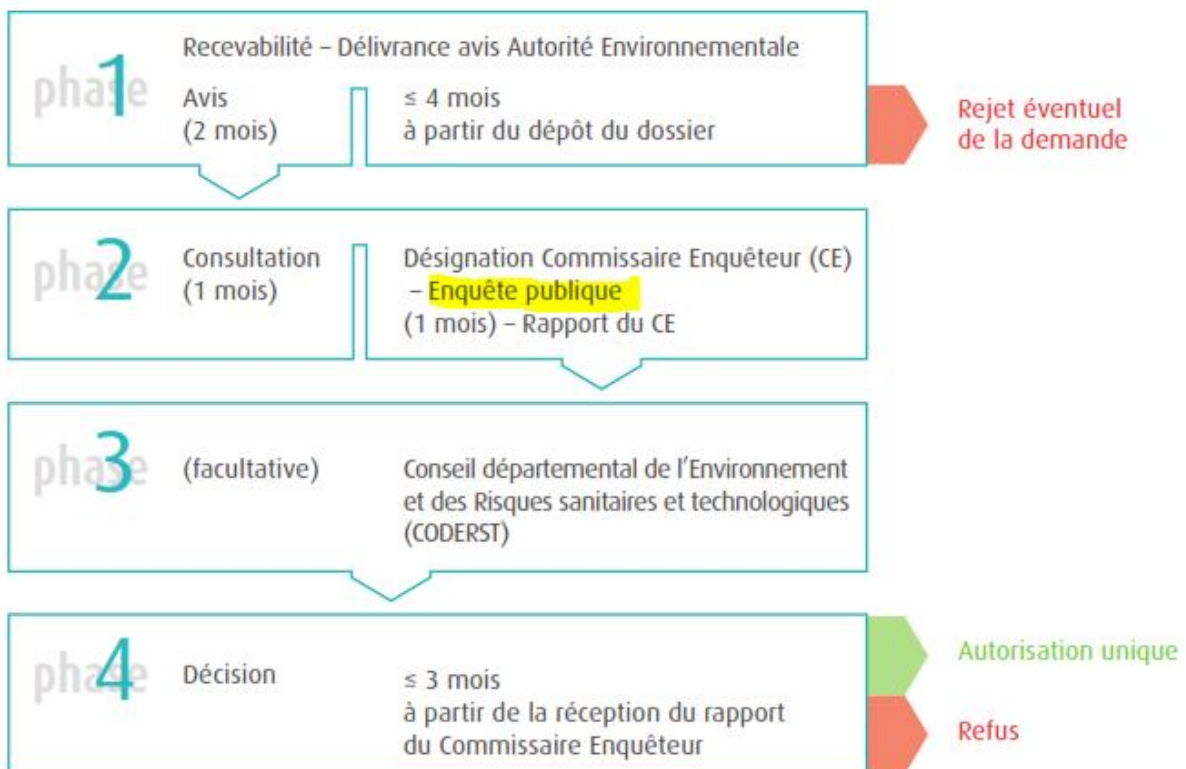 phase 1
Recevabilité – Délivrance avis Autorité Environnementale
Avis
(2 mois)
≤ 4 mois
à partir du dépôt du dossier
Rejet éventuel
de la demande
phase 2
Consultation
(1 mois)
Désignation Commissaire Enquêteur (CE)
– Enquête publique
(1 mois) – Rapport du CE
phase 3
(facultative)
Conseil départemental de l'Environnement
et des Risques sanitaires et technologiques
(CODERST)
phase 4
Décision
≤ 3 mois
à partir de la réception du rapport
du Commissaire Enquêteur
Autorisation unique
Refus